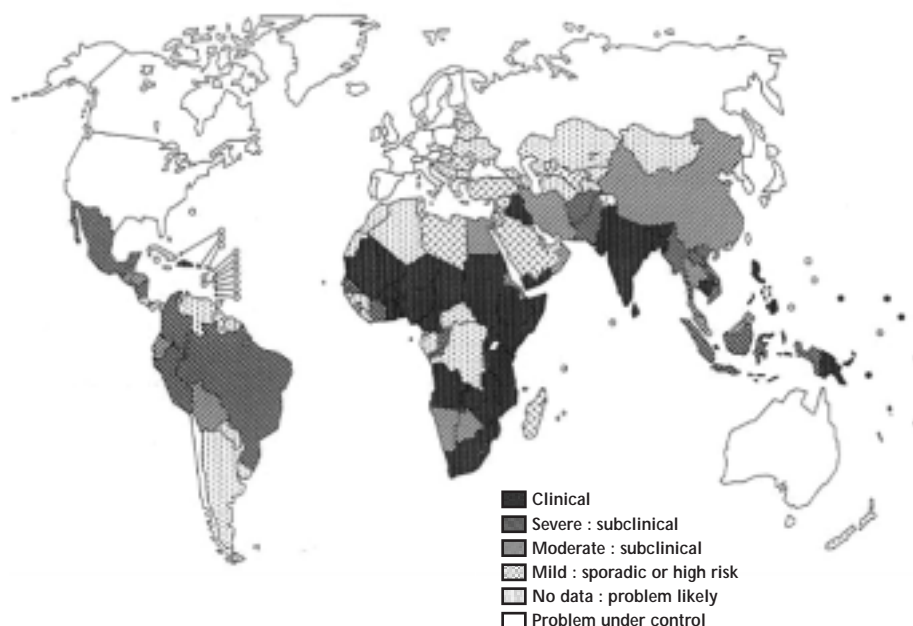 Clinical
Severe : subclinical
Moderate : subclinical
Mild : sporadic or high risk
No data : problem likely
Problem under control